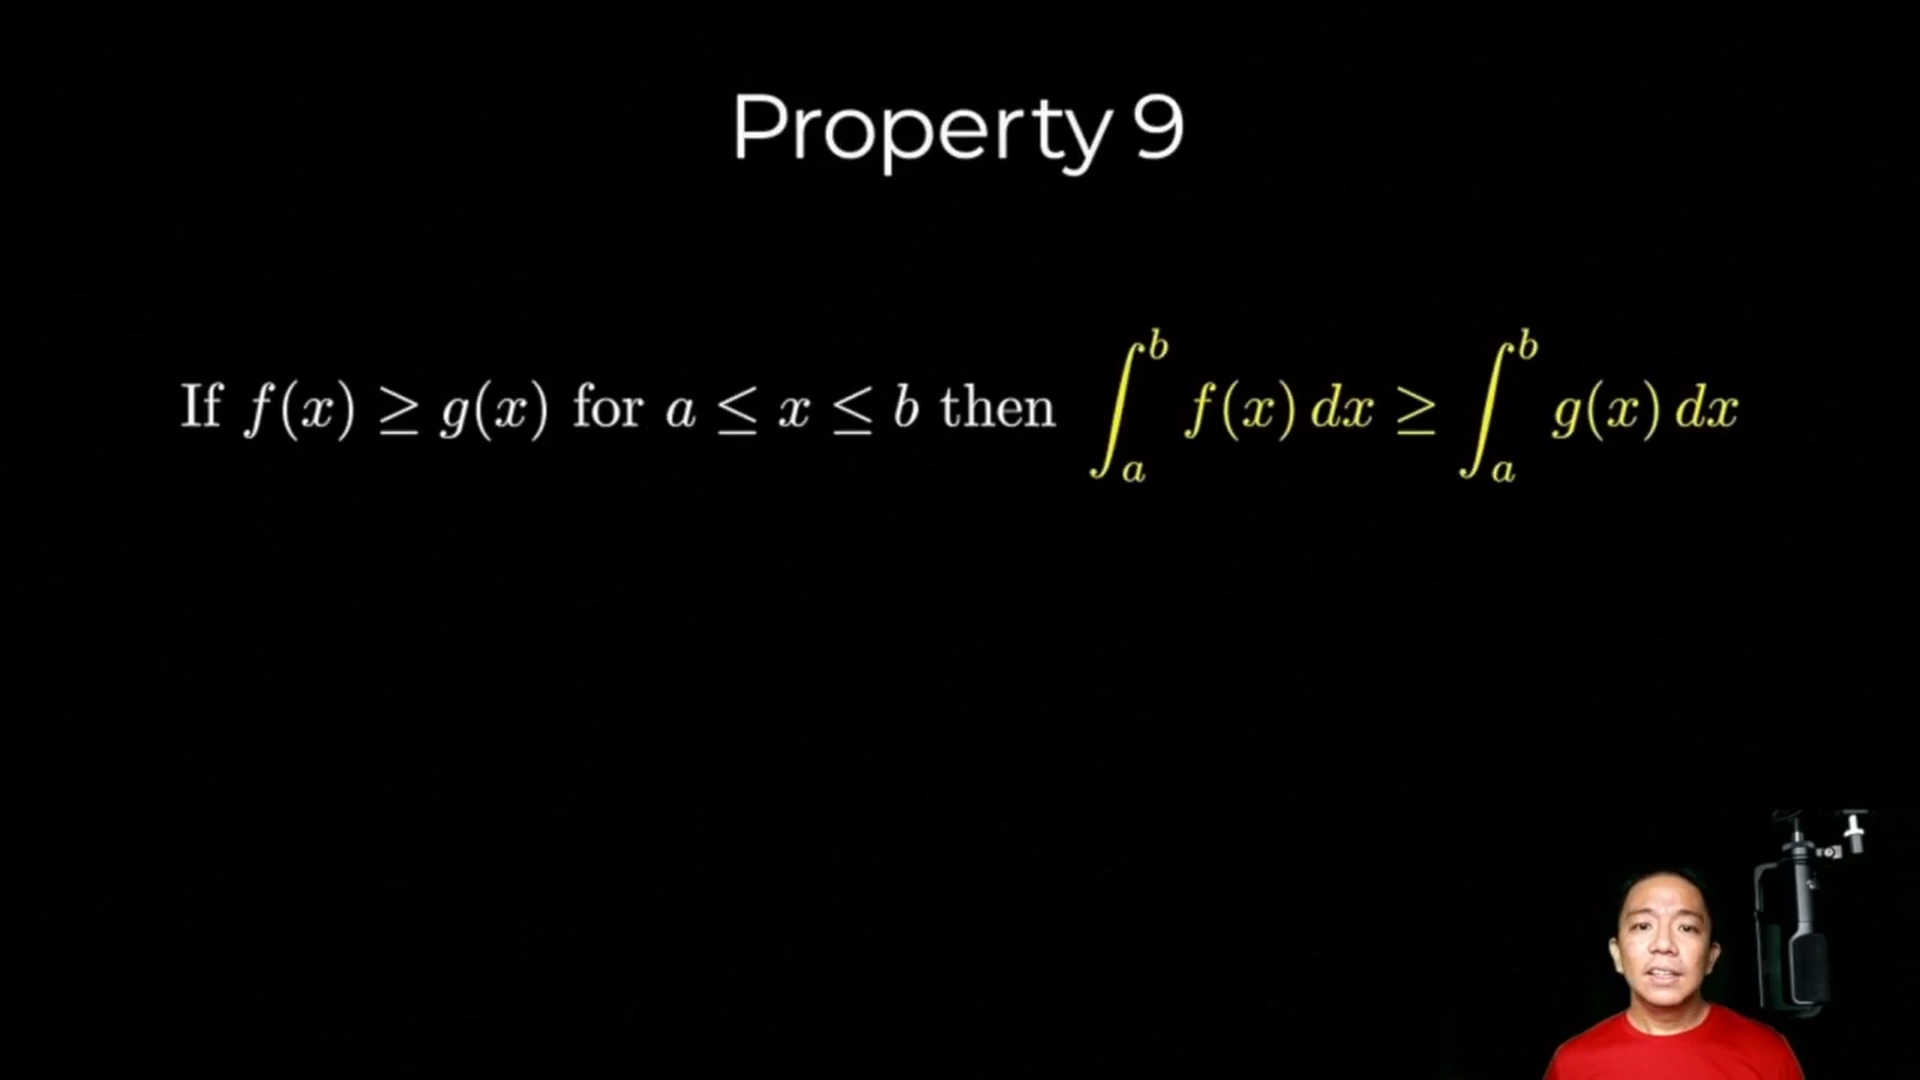 Property 9
If f(x) ≥ g(x) for a ≤ x ≤ b then ∫_a^b f(x) dx ≥ ∫_a^b g(x) dx